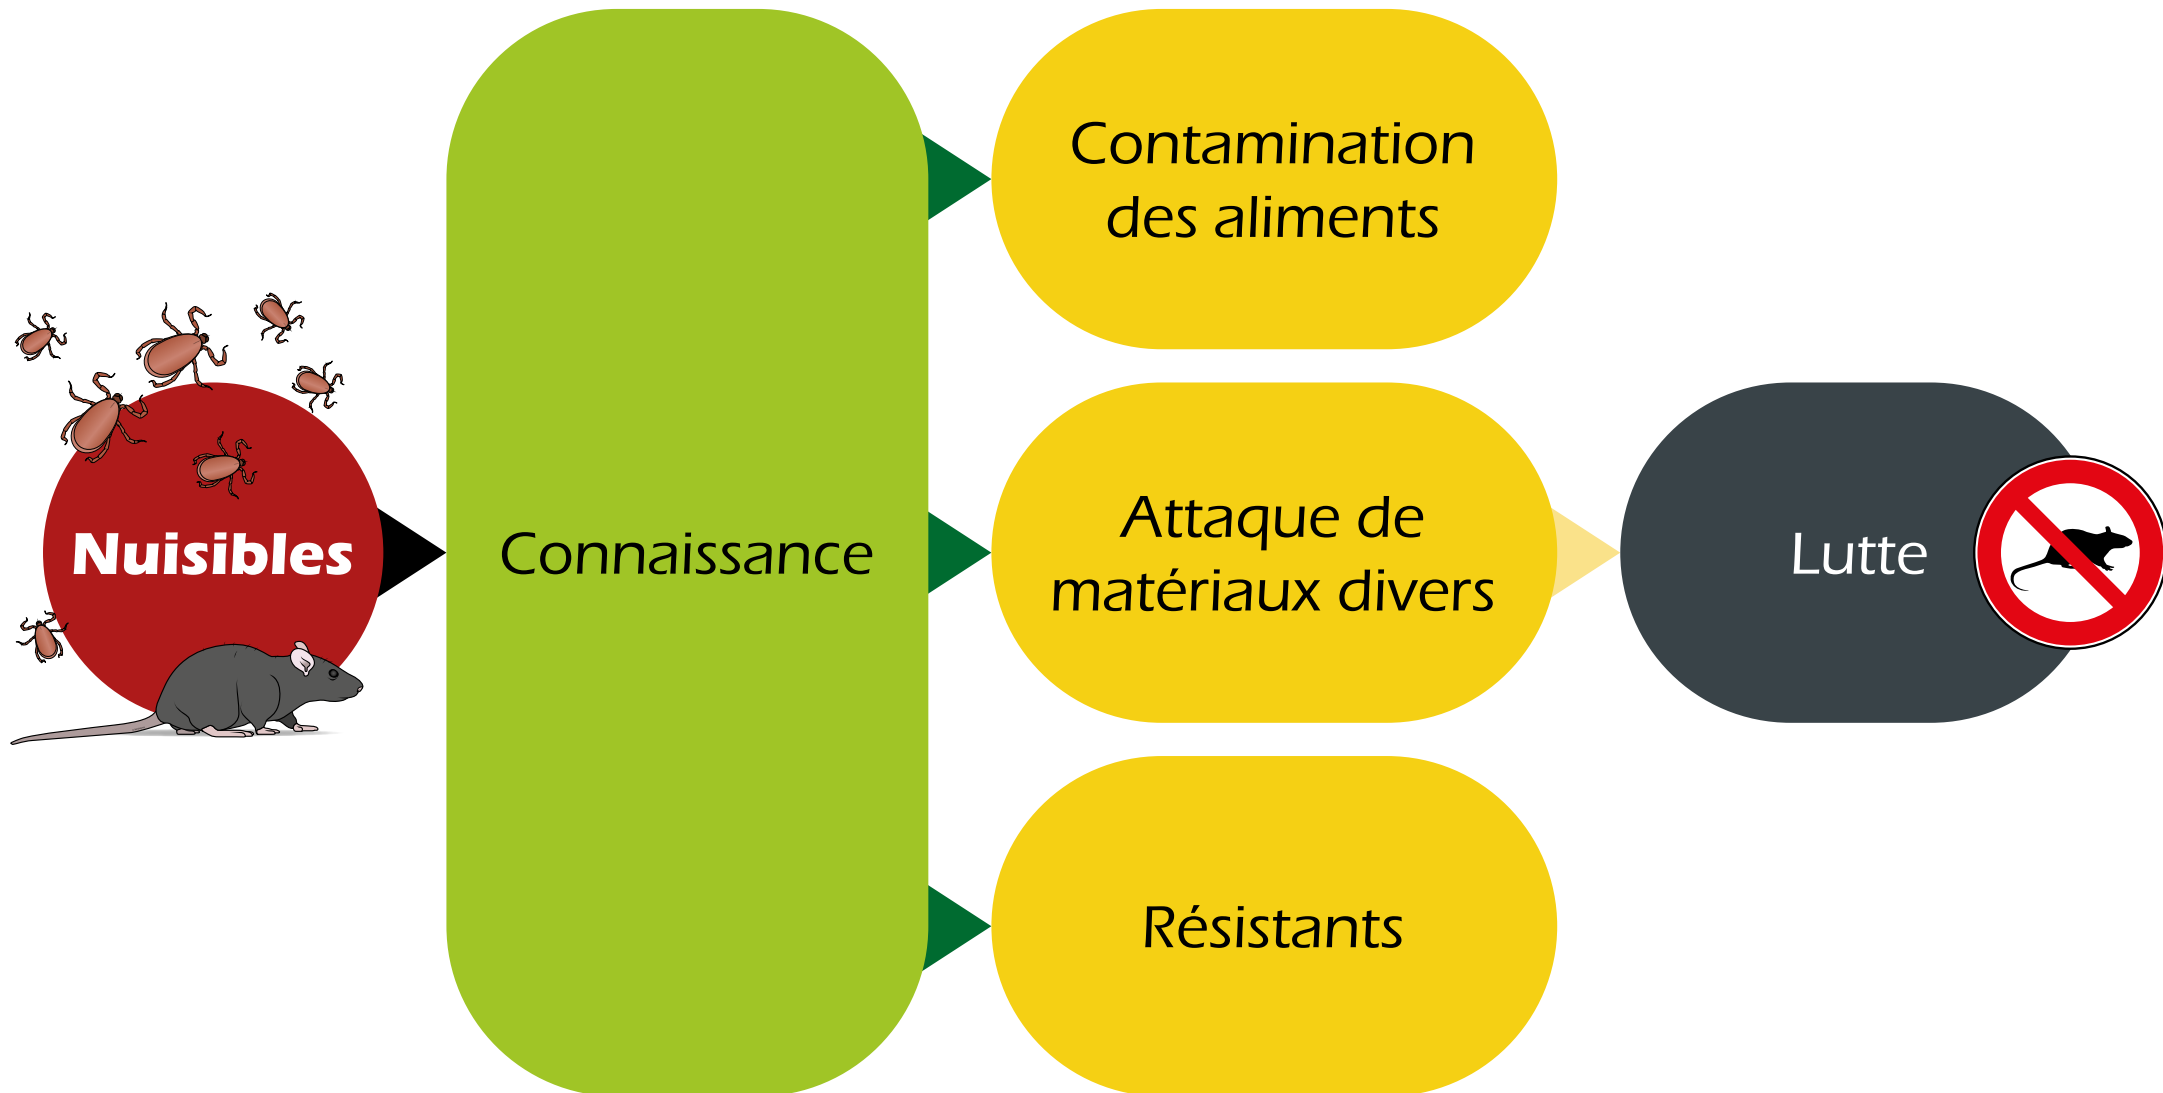 Nuisibles
Connaissance
Contamination
des aliments
Attaque de
matériaux divers
Résistants
Lutte